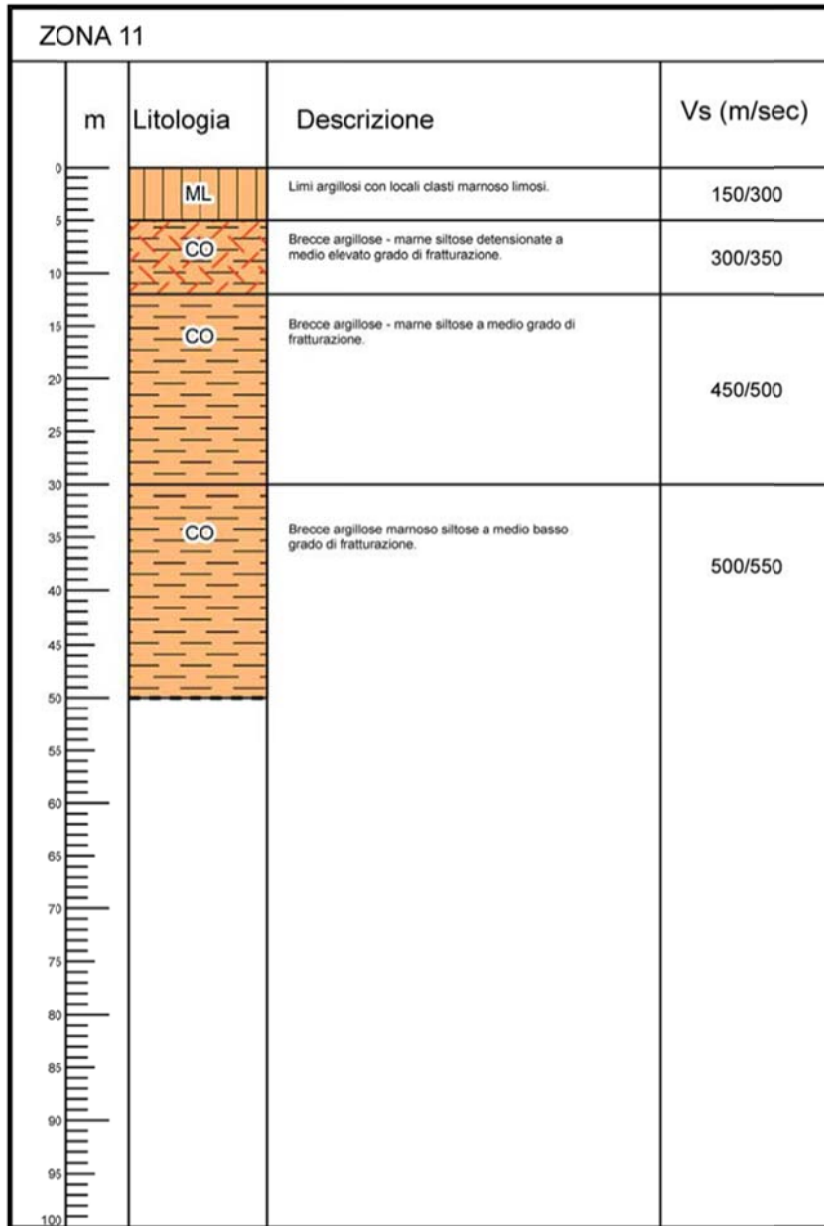 ZONA 11
m
Litologia
Descrizione
Vs (m/sec)
0
ML
Limi argillosi con locali clasti marnoso limosi.
150/300
5
CO
Brecce argillose - marne siltose detensionate a
medio elevato grado di fratturazione.
300/350
10
15
CO
Brecce argillose - marne siltose a medio grado di
fratturazione.
20
450/500
25
30
CO
Brecce argillose marnoso siltose a medio basso
grado di fratturazione.
35
500/550
40
45
50
55
60
65
70
75
80
85
90
95
100